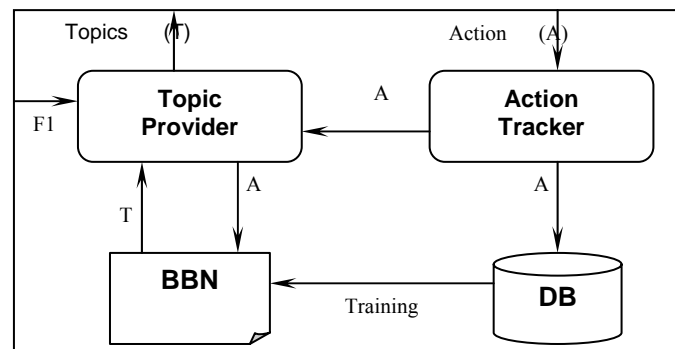 Topics (T) Action (A)
Topic
Provider
A
Action
Tracker
F1
T
A
A
BBN
Training
DB